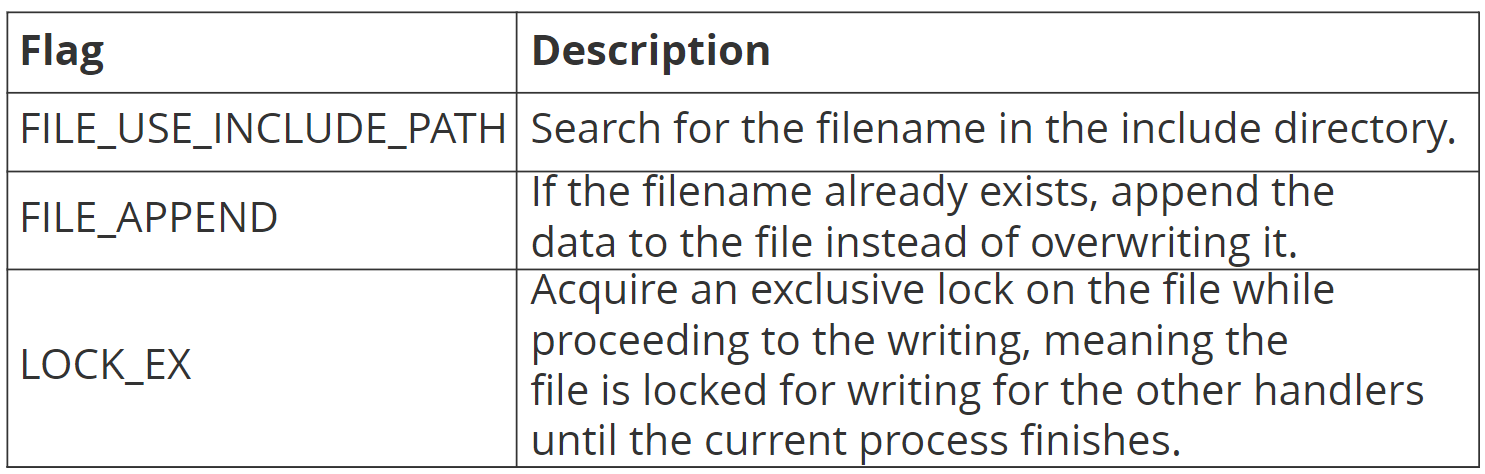 Flag Description
FILE_USE_INCLUDE_PATH Search for the filename in the include directory.
FILE_APPEND
If the filename already exists, append the
data to the file instead of overwriting it.
LOCK_EX
Acquire an exclusive lock on the file while
proceeding to the writing, meaning the
file is locked for writing for the other handlers
until the current process finishes.